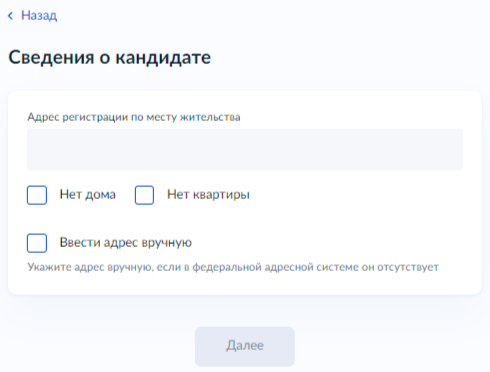 Назад
Сведения о кандидате
Адрес регистрации по месту жительства
Нет дома Нет квартиры
Ввести адрес вручную
Укажите адрес вручную, если в федеральной адресной системе он отсутствует
Далее